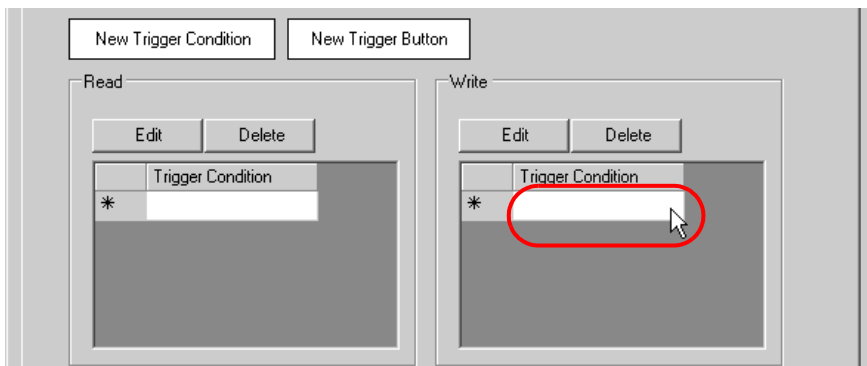 New Trigger Condition New Trigger Button
Read Write
Edit Delete Edit Delete
Trigger Condition Trigger Condition
* *